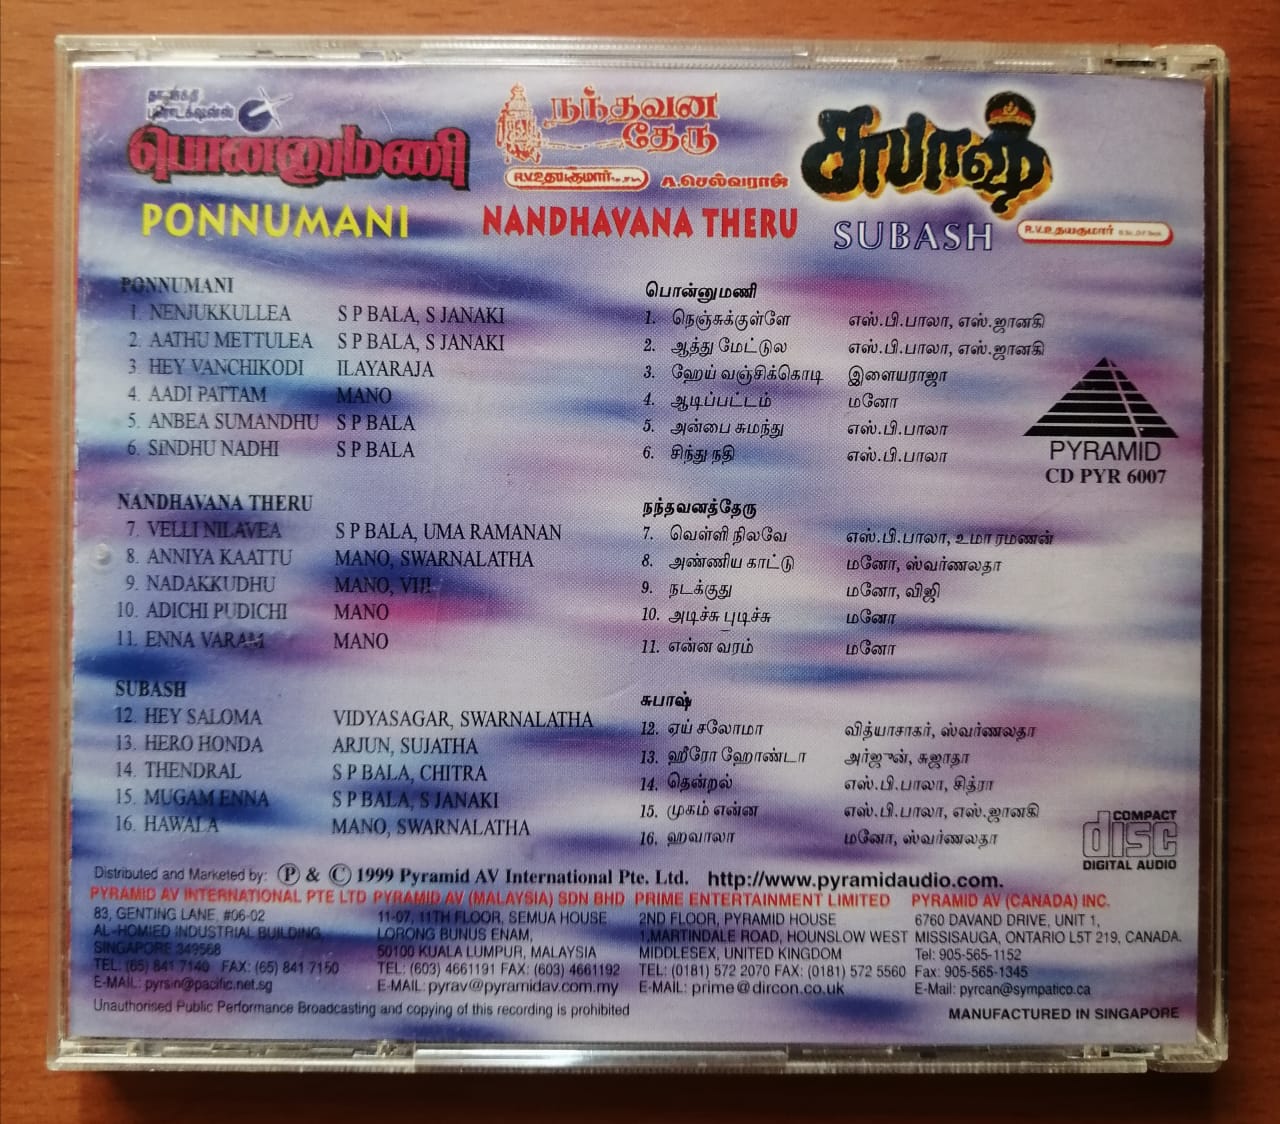 நந்தவன
தேரு
பொன்னுமணி
R.V.உதயகுமார்
A.செல்வராஜ்
சுபாஷ்
PONNUMANI
NANDHAVANA THERU
SUBASH
R.V.உதயகுமார்
PONNUMANI
1. NENJUKKULLEA S P BALA, S JANAKI
2. AATHU METTULEA S P BALA, S JANAKI
3. HEY VANCHIKODI ILAYARAJA
4. AADI PATTAM MANO
5. ANBEA SUMANDHU S P BALA
6. SINDHU NADHI S P BALA
NANDHAVANA THERU
7. VELLI NILAVEA S P BALA, UMA RAMANAN
8. ANNIYA KAATTU MANO, SWARNALATHA
9. NADAKKUDHU MANO, VIJI
10. ADICHI PUDICHI MANO
11. ENNA VARAM MANO
SUBASH
12. HEY SALOMA VIDYASAGAR, SWARNALATHA
13. HERO HONDA ARJUN, SUJATHA
14. THENDRAL S P BALA, CHITRA
15. MUGAM ENNA S P BALA, S JANAKI
16. HAWALA MANO, SWARNALATHA
பொன்னுமணி
1. நெஞ்சுக்குள்ளே எஸ்.பி.பாலா, எஸ்.ஜானகி
2. ஆத்து மேட்டுல எஸ்.பி.பாலா, எஸ்.ஜானகி
3. ஹேய் வஞ்சிக்கொடி இளையராஜா
4. ஆடிப்பட்டம் மனோ
5. அன்பை சுமந்து எஸ்.பி.பாலா
6. சிந்து நதி எஸ்.பி.பாலா
நந்தவனத்தேரு
7. வெள்ளி நிலவே எஸ்.பி.பாலா, உமா ரமணன்
8. அண்ணிய காட்டு மனோ, ஸ்வர்ணலதா
9. நடக்குது மனோ, விஜி
10. அடிச்சு புடிச்சு மனோ
11. என்ன வரம் மனோ
சுபாஷ்
12. ஏய் சலோமா வித்யாசாகர், ஸ்வர்ணலதா
13. ஹீரோ ஹோண்டா அர்ஜுன், சுஜாதா
14. தென்றல் எஸ்.பி.பாலா, சித்ரா
15. முகம் என்ன எஸ்.பி.பாலா, எஸ்.ஜானகி
16. ஹவாலா மனோ, ஸ்வர்ணலதா
PYRAMID
CD PYR 6007
COMPACT
disc
DIGITAL AUDIO
Distributed and Marketed by: Ⓟ & © 1999 Pyramid AV International Pte. Ltd. http://www.pyramidaudio.com.
PYRAMID AV INTERNATIONAL PTE LTD
83, GENTING LANE, #06-02
AL-HOMIED INDUSTRIAL BUILDING,
SINGAPORE 349568
TEL: (65) 841 7140 FAX: (65) 841 7150
E-MAIL: pyrsin@pacific.net.sg
PYRAMID AV (MALAYSIA) SDN BHD
11-07, 11TH FLOOR, SEMUA HOUSE
LORONG BUNUS ENAM,
50100 KUALA LUMPUR, MALAYSIA
TEL: (603) 4661191 FAX: (603) 4661192
E-MAIL: pyrav@pyramidav.com.my
PRIME ENTERTAINMENT LIMITED
2ND FLOOR, PYRAMID HOUSE
1,MARTINDALE ROAD, HOUNSLOW WEST
MIDDLESEX, UNITED KINGDOM
TEL: (0181) 572 2070 FAX: (0181) 572 5560
E-MAIL: prime@dircon.co.uk
PYRAMID AV (CANADA) INC.
6760 DAVAND DRIVE, UNIT 1,
MISSISAUGA, ONTARIO L5T 219, CANADA.
Tel: 905-565-1152
Fax: 905-565-1345
E-Mail: pyrcan@sympatico.ca
Unauthorised Public Performance Broadcasting and copying of this recording is prohibited
MANUFACTURED IN SINGAPORE